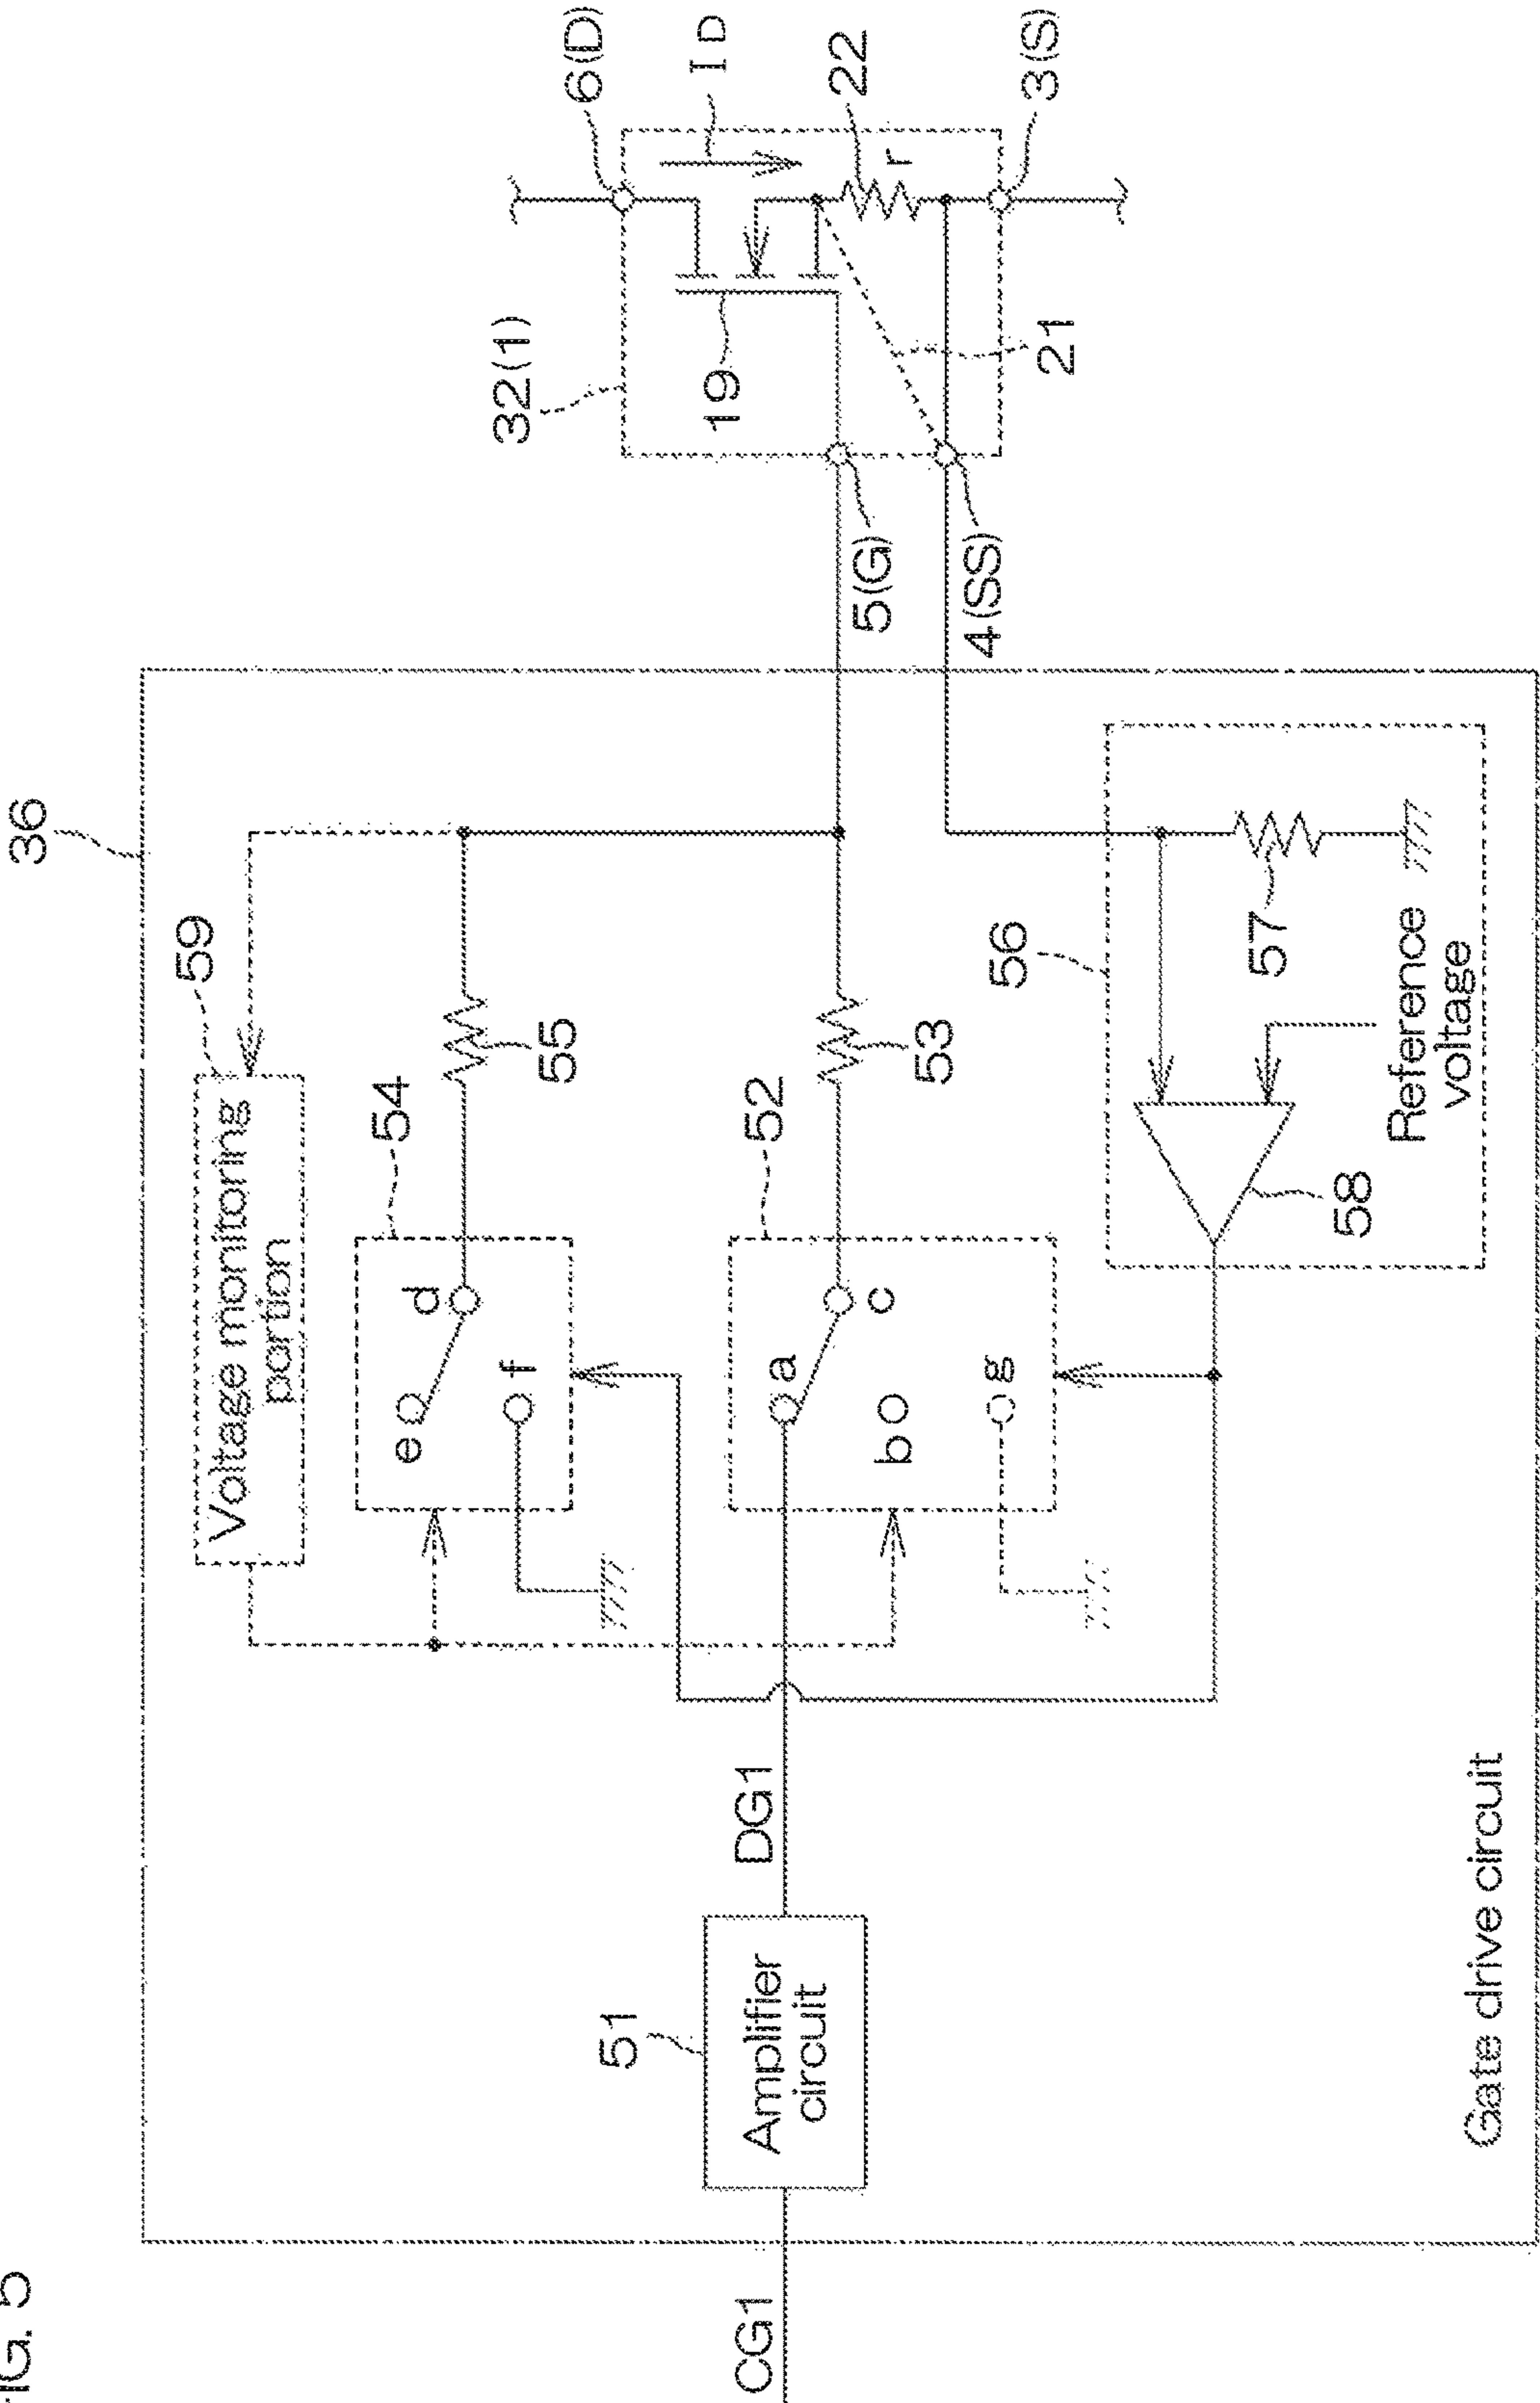 FIG. 5
36
59
Voltage monitoring
portion
54
e
d
f
55
52
a
c
b
g
53
51
Amplifier
circuit
CG1
DG1
56
57
58
Reference
voltage
Gate drive circuit
32(1)
6(D)
ID
19
22
r
5(G)
4(SS)
21
3(S)